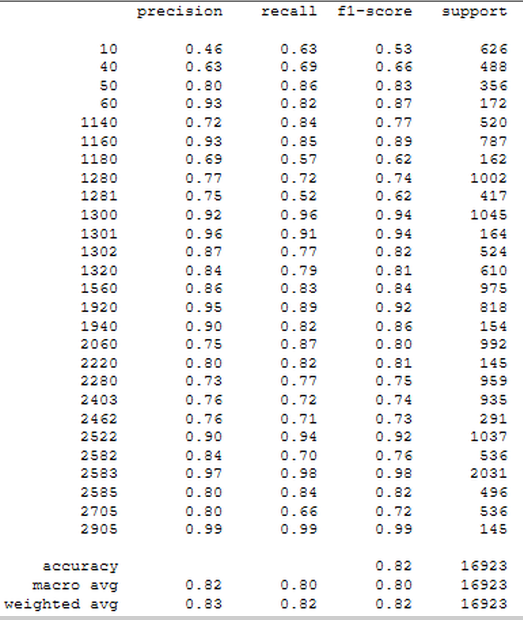 precision recall f1-score support
10 0.46 0.63 0.53 626
40 0.63 0.69 0.66 488
50 0.80 0.86 0.83 356
60 0.93 0.82 0.87 172
1140 0.72 0.84 0.77 520
1160 0.93 0.85 0.89 787
1180 0.69 0.57 0.62 162
1280 0.77 0.72 0.74 1002
1281 0.75 0.52 0.62 417
1300 0.92 0.96 0.94 1045
1301 0.96 0.91 0.94 164
1302 0.87 0.77 0.82 524
1320 0.84 0.79 0.81 610
1560 0.86 0.83 0.84 975
1920 0.95 0.89 0.92 818
1940 0.90 0.82 0.86 154
2060 0.75 0.87 0.80 992
2220 0.80 0.82 0.81 145
2280 0.73 0.77 0.75 959
2403 0.76 0.72 0.74 935
2462 0.76 0.71 0.73 291
2522 0.90 0.94 0.92 1037
2582 0.84 0.70 0.76 536
2583 0.97 0.98 0.98 2031
2585 0.80 0.84 0.82 496
2705 0.80 0.66 0.72 536
2905 0.99 0.99 0.99 145
accuracy 0.82 16923
macro avg 0.82 0.80 0.80 16923
weighted avg 0.83 0.82 0.82 16923